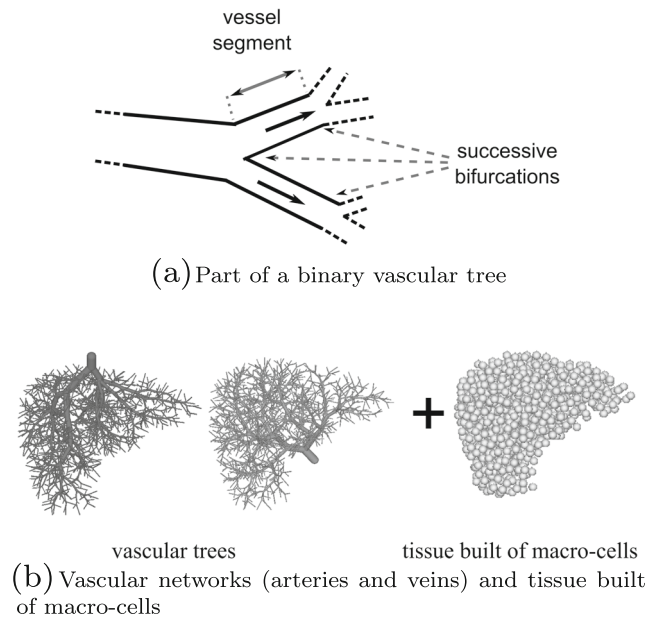 vessel
segment
successive
bifurcations
(a) Part of a binary vascular tree
+
vascular trees
tissue built of macro-cells
(b) Vascular networks (arteries and veins) and tissue built
of macro-cells